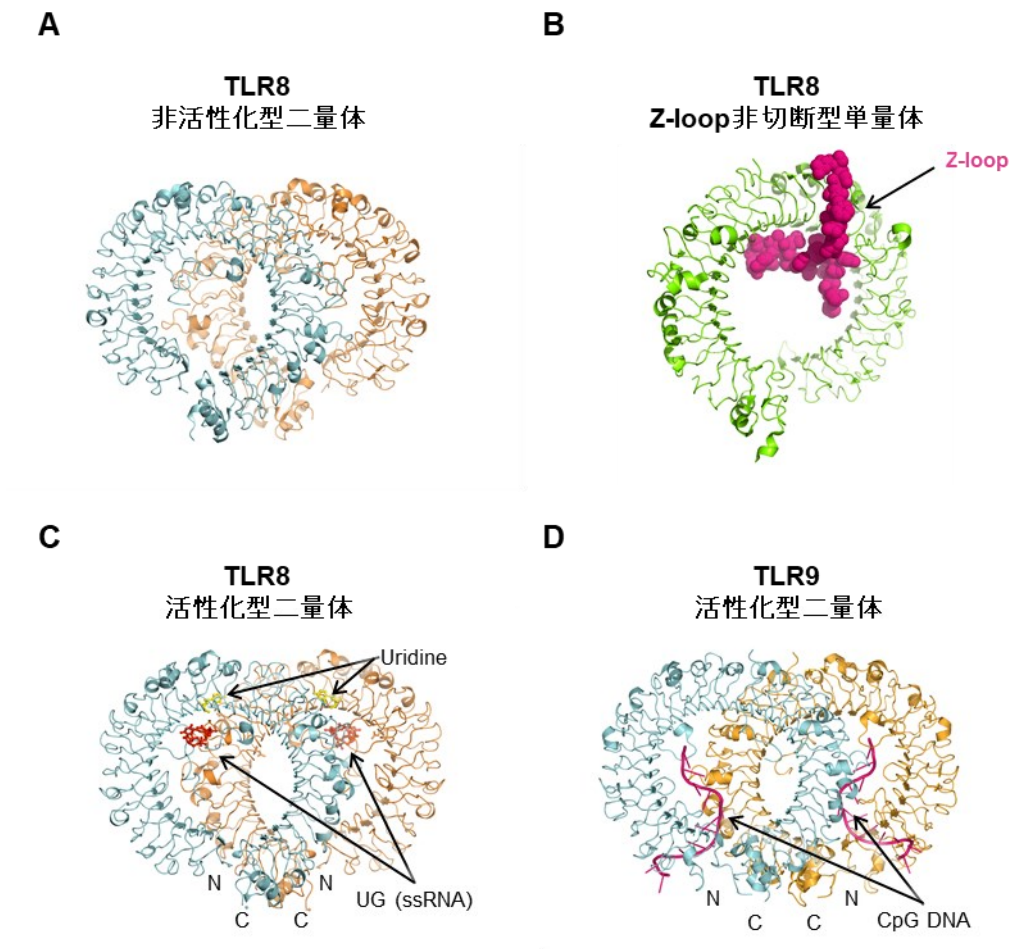 A
TLR8
非活性化型二量体
B
TLR8
Z-loop非切断型単量体
Z-loop
C
TLR8
活性化型二量体
Uridine
N
N
UG (ssRNA)
C
C
D
TLR9
活性化型二量体
N
N
C
C
CpG DNA